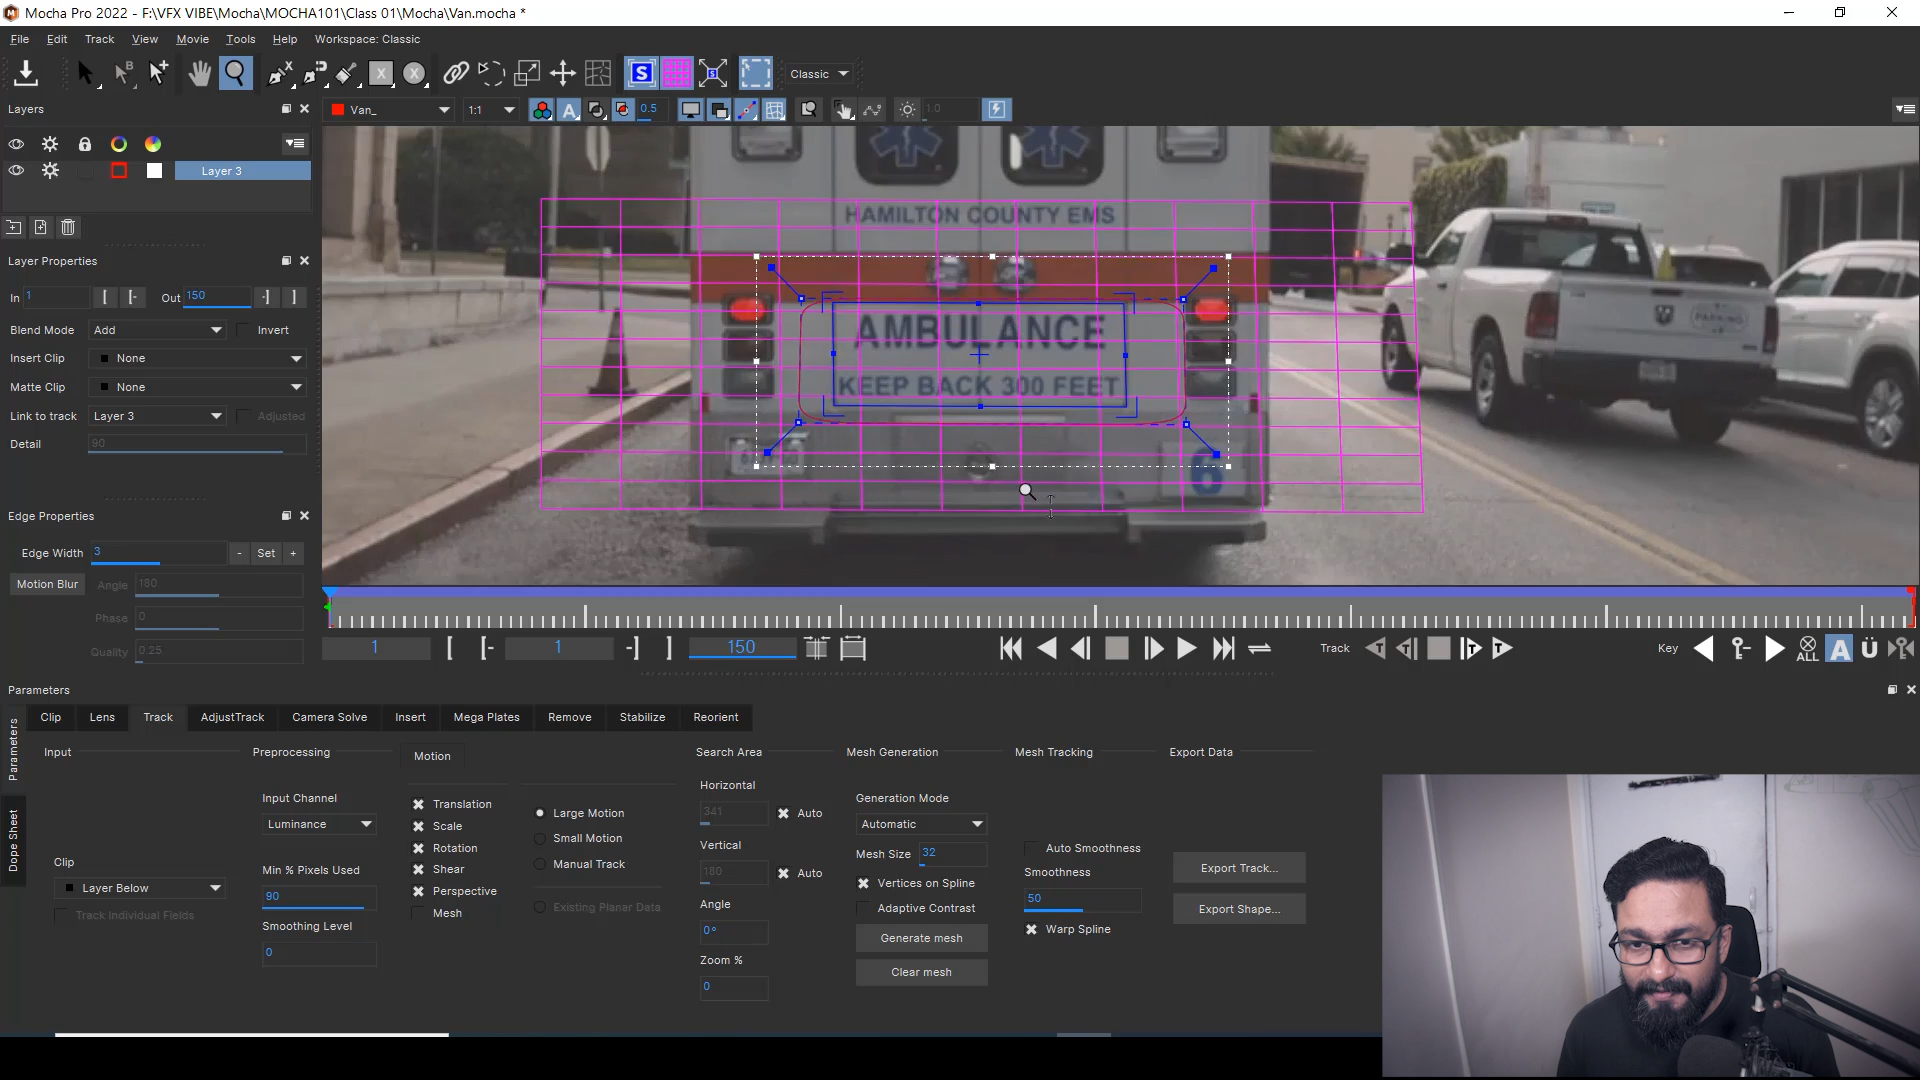 Mocha Pro 2022 - F:\VFX VIBE\Mocha\MOCHA101\Class 01\Mocha\Van.mocha *
File Edit Track View Movie Tools Help Workspace: Classic
B X X X S S Classic
Layers Van_ 1:1 A 0.5 1.0
Layer 3
HAMILTON COUNTY EMS
Layer Properties
In 1 [ [- Out 150 -] ]
Blend Mode Add Invert
PARKING
AMBULANCE
Insert Clip None
Matte Clip None
KEEP BACK 300 FEET
Link to track Layer 3 Adjusted
Detail 90
6
Edge Properties
Edge Width 3 - Set +
Motion Blur Angle 180
Phase 0
Quality 0.25
1 [ [- 1 -] ] 150 Track T T T T Key ALL A Ü
Parameters
Parameters
Dope Sheet
Clip Lens Track AdjustTrack Camera Solve Insert Mega Plates Remove Stabilize Reorient
Input Preprocessing Motion Search Area Mesh Generation Mesh Tracking Export Data
Clip
Layer Below
Track Individual Fields
Input Channel
Luminance
Min % Pixels Used
90
Smoothing Level
0
Translation
Scale
Rotation
Shear
Perspective
Mesh
Large Motion
Small Motion
Manual Track
Existing Planar Data
Horizontal
341 Auto
Vertical
180 Auto
Angle
0°
Zoom %
0
Generation Mode
Automatic
Mesh Size 32
Vertices on Spline
Adaptive Contrast
Generate mesh
Clear mesh
Auto Smoothness
Smoothness
50
Warp Spline
Export Track...
Export Shape...